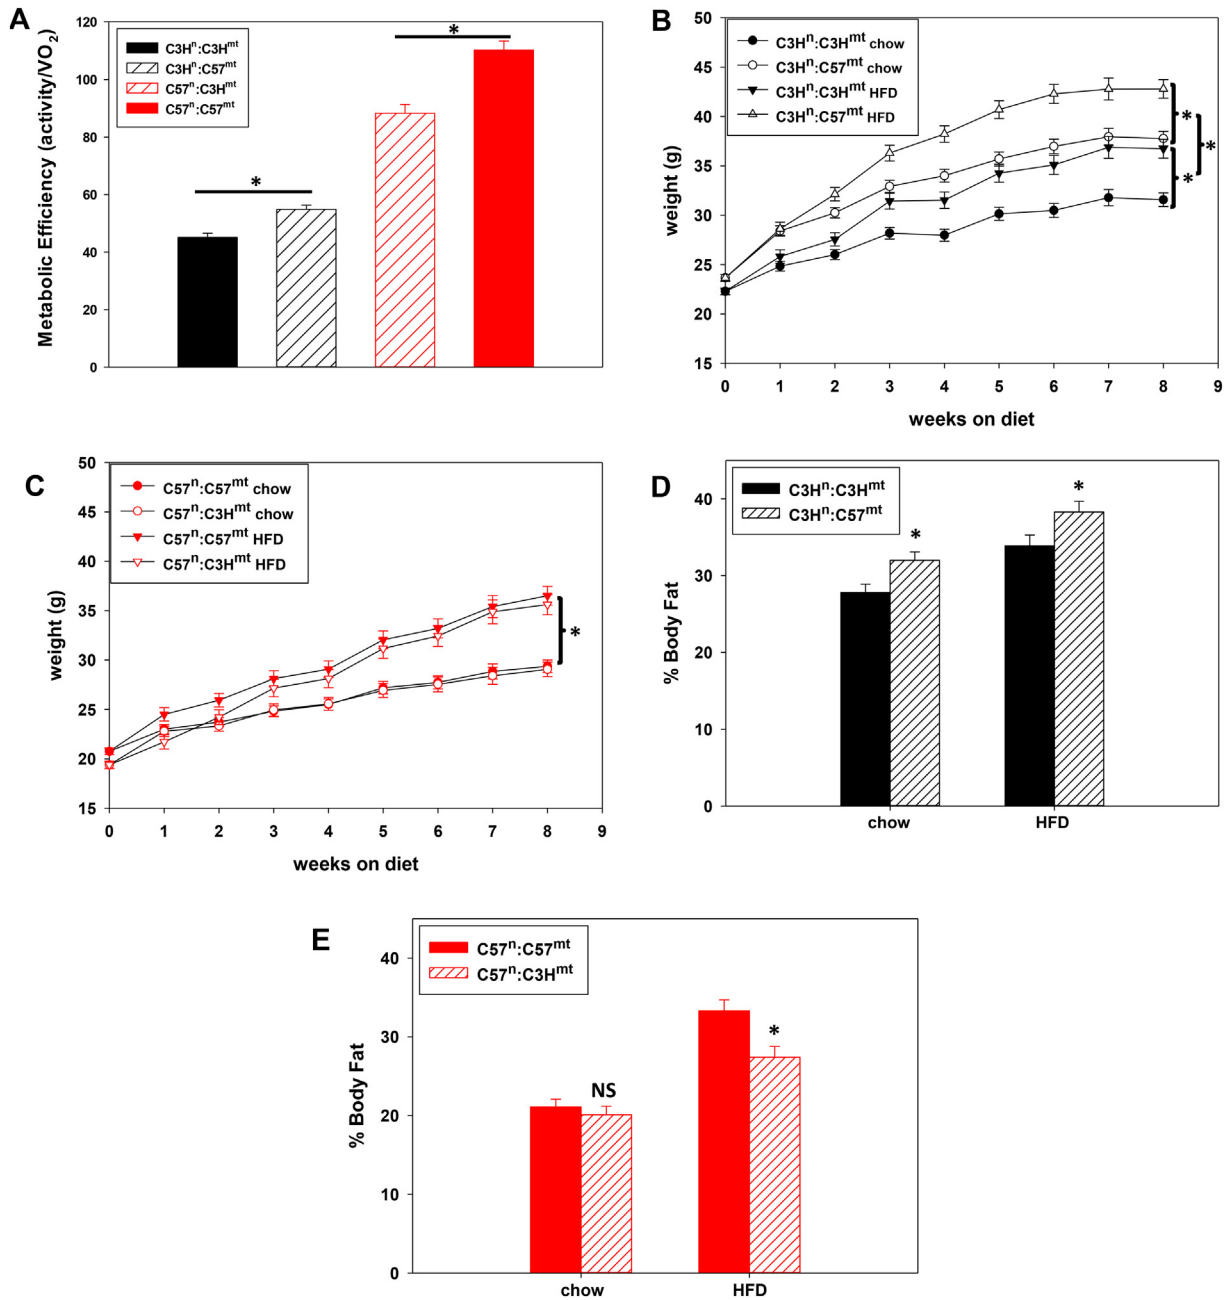 A
Metabolic Efficiency (activity/VO₂)
120
100
80
60
40
20
0
C3Hⁿ:C3Hᵐᵗ
C3Hⁿ:C57ᵐᵗ
C57ⁿ:C3Hᵐᵗ
C57ⁿ:C57ᵐᵗ
*
*
B
weight (g)
50
45
40
35
30
25
20
15
C3Hⁿ:C3Hᵐᵗ chow
C3Hⁿ:C57ᵐᵗ chow
C3Hⁿ:C3Hᵐᵗ HFD
C3Hⁿ:C57ᵐᵗ HFD
*
*
*
0 1 2 3 4 5 6 7 8 9
weeks on diet
C
weight (g)
50
45
40
35
30
25
20
15
C57ⁿ:C57ᵐᵗ chow
C57ⁿ:C3Hᵐᵗ chow
C57ⁿ:C57ᵐᵗ HFD
C57ⁿ:C3Hᵐᵗ HFD
*
0 1 2 3 4 5 6 7 8 9
weeks on diet
D
% Body Fat
40
30
20
10
0
C3Hⁿ:C3Hᵐᵗ
C3Hⁿ:C57ᵐᵗ
*
*
chow HFD
E
% Body Fat
40
30
20
10
0
C57ⁿ:C57ᵐᵗ
C57ⁿ:C3Hᵐᵗ
NS
*
chow HFD